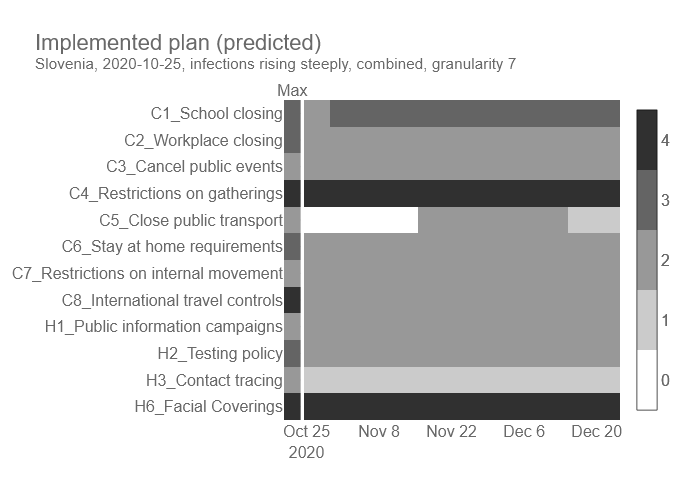 Implemented plan (predicted)
Slovenia, 2020-10-25, infections rising steeply, combined, granularity 7
Max
C1_School closing
C2_Workplace closing
C3_Cancel public events
C4_Restrictions on gatherings
C5_Close public transport
C6_Stay at home requirements
C7_Restrictions on internal movement
C8_International travel controls
H1_Public information campaigns
H2_Testing policy
H3_Contact tracing
H6_Facial Coverings
4
3
2
1
0
Oct 25 Nov 8 Nov 22 Dec 6 Dec 20
2020